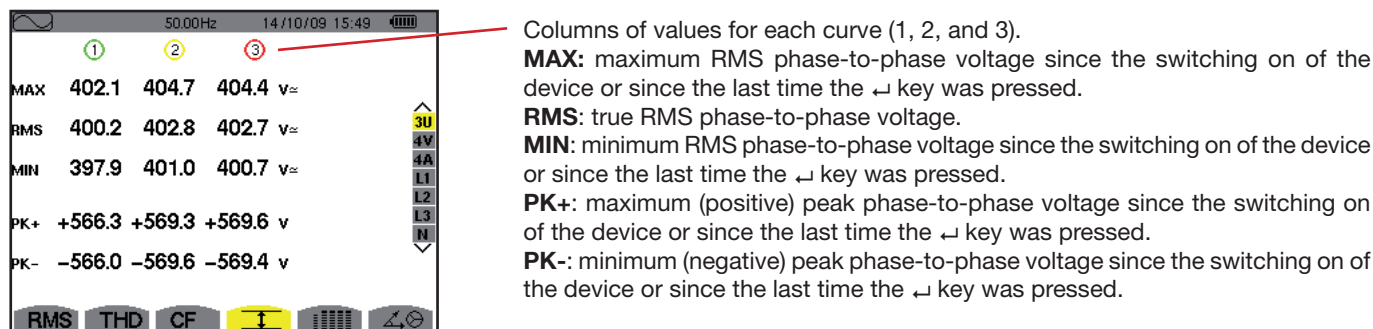 50.00Hz 14/10/09 15:49
1 2 3
MAX 402.1 404.7 404.4 v≃
RMS 400.2 402.8 402.7 v≃
MIN 397.9 401.0 400.7 v≃
PK+ +566.3 +569.3 +569.6 v
PK- -566.0 -569.6 -569.4 v
3U
4V
4A
L1
L2
L3
N
RMS THD CF
Columns of values for each curve (1, 2, and 3).
MAX: maximum RMS phase-to-phase voltage since the switching on of the
device or since the last time the ↵ key was pressed.
RMS: true RMS phase-to-phase voltage.
MIN: minimum RMS phase-to-phase voltage since the switching on of the device
or since the last time the ↵ key was pressed.
PK+: maximum (positive) peak phase-to-phase voltage since the switching on
of the device or since the last time the ↵ key was pressed.
PK-: minimum (negative) peak phase-to-phase voltage since the switching on of
the device or since the last time the ↵ key was pressed.